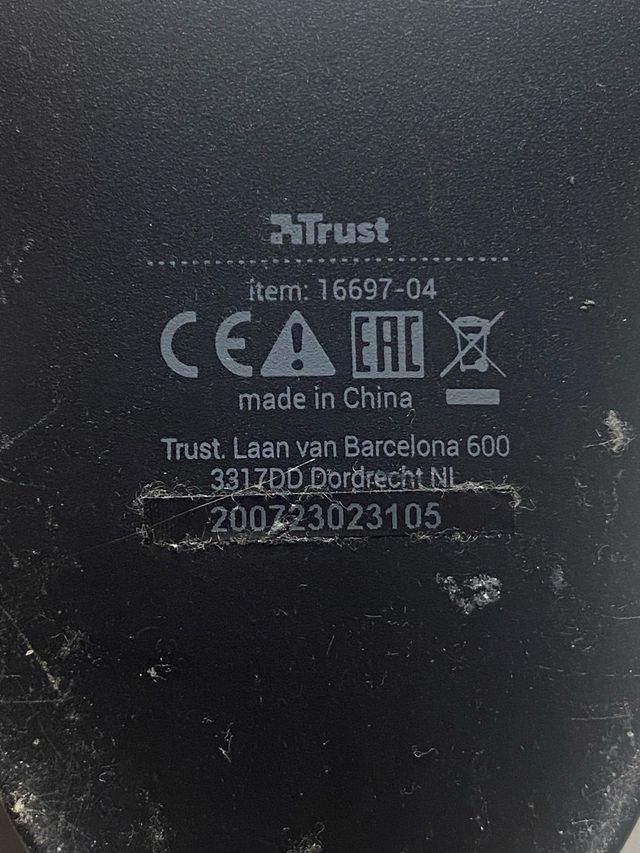 Trust
item: 16697-04
CE EAC
made in China
Trust. Laan van Barcelona 600
3317DD Dordrecht NL
200723023105